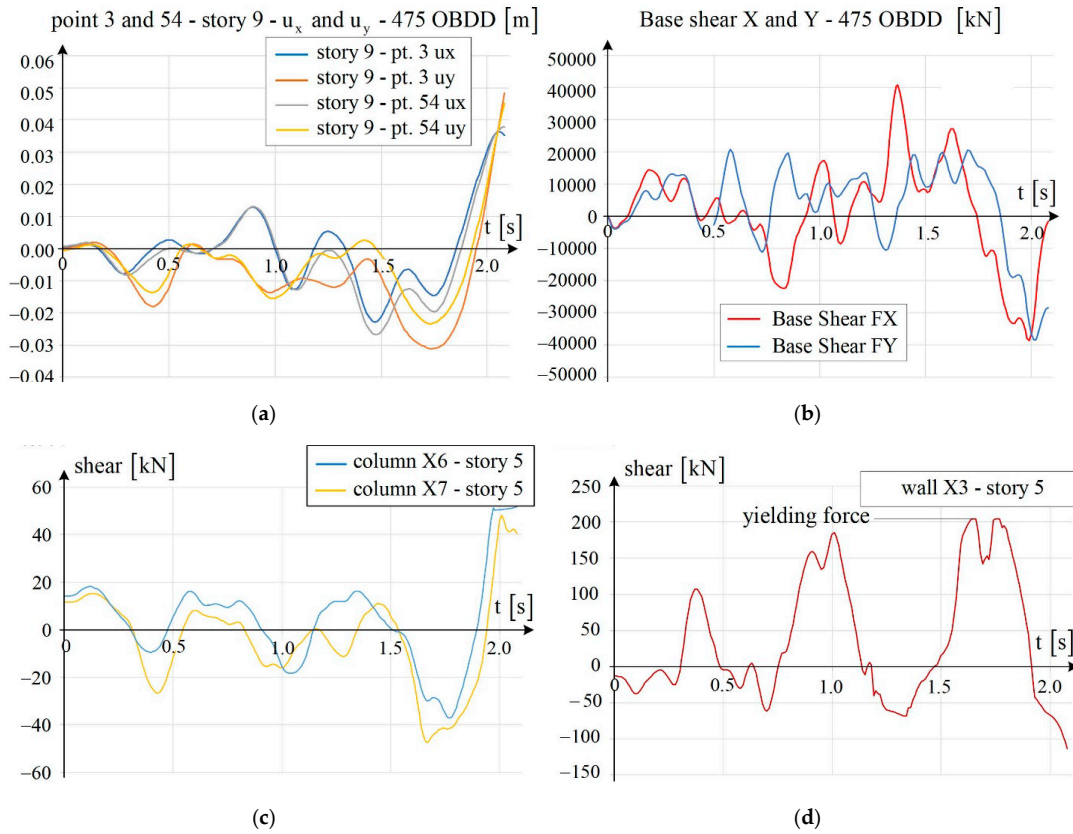 point 3 and 54 - story 9 - uₓ and u_y - 475 OBDD [m]
0.06
0.05
0.04
0.03
0.02
0.01
0.00
−0.01
−0.02
−0.03
−0.04
story 9 - pt. 3 ux
story 9 - pt. 3 uy
story 9 - pt. 54 ux
story 9 - pt. 54 uy
t [s]
0 0.5 1.0 1.5 2.0
(a)
Base shear X and Y - 475 OBDD [kN]
50000
40000
30000
20000
10000
0
−10000
−20000
−30000
−40000
−50000
t [s]
0 0.5 1.0 1.5 2.0
Base Shear FX
Base Shear FY
(b)
shear [kN]
60
40
20
0
−20
−40
−60
column X6 - story 5
column X7 - story 5
t [s]
0 0.5 1.0 1.5 2.0
(c)
shear [kN]
250
200
150
100
50
0
−50
−100
−150
wall X3 - story 5
yielding force
t [s]
0 0.5 1.0 1.5 2.0
(d)